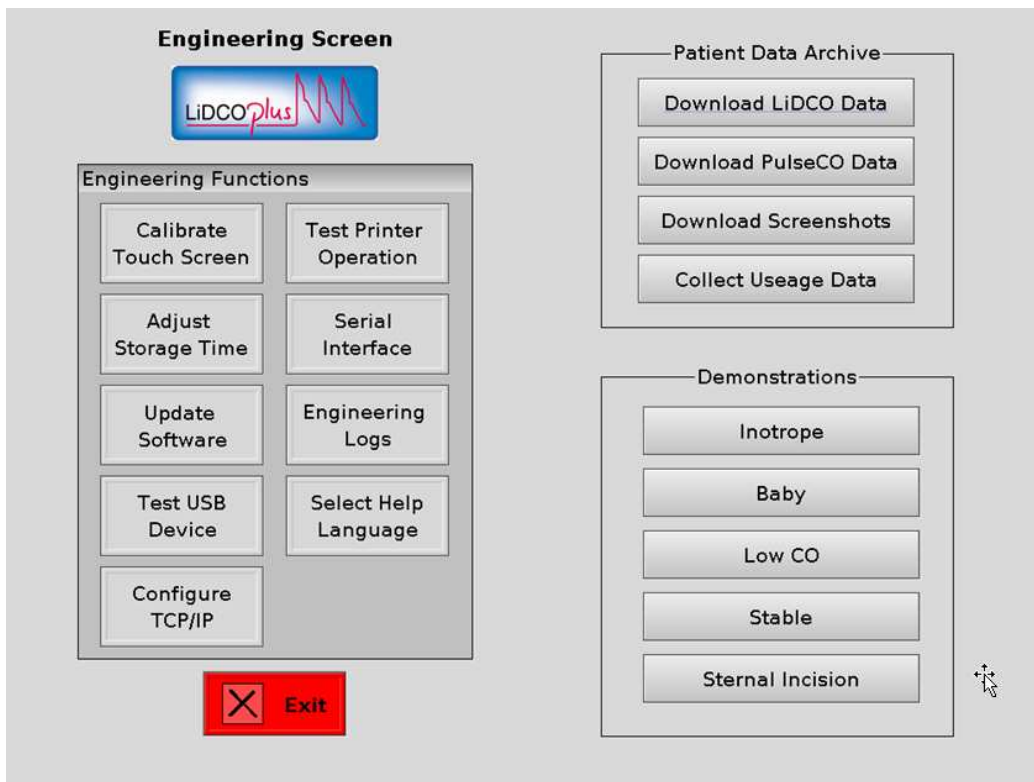 Engineering Screen
LiDCOplus
Engineering Functions
Calibrate
Touch Screen
Test Printer
Operation
Adjust
Storage Time
Serial
Interface
Update
Software
Engineering
Logs
Test USB
Device
Select Help
Language
Configure
TCP/IP
Exit
Patient Data Archive
Download LiDCO Data
Download PulseCO Data
Download Screenshots
Collect Useage Data
Demonstrations
Inotrope
Baby
Low CO
Stable
Sternal Incision